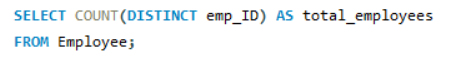 SELECT COUNT(DISTINCT emp_ID) AS total_employees
FROM Employee;